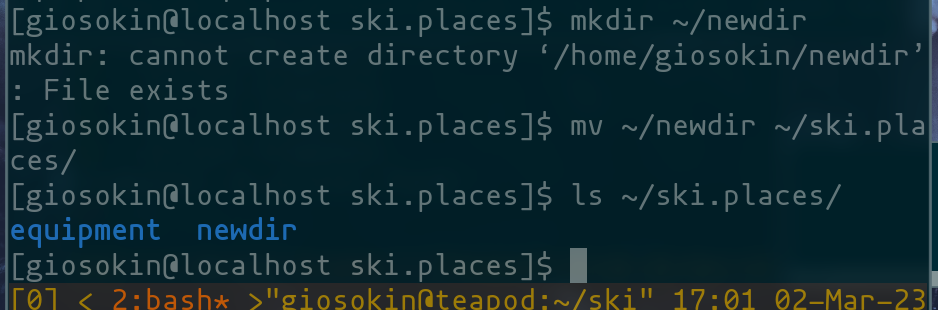 [giosokin@localhost ski.places]$ mkdir ~/newdir
mkdir: cannot create directory ‘/home/giosokin/newdir’
: File exists
[giosokin@localhost ski.places]$ mv ~/newdir ~/ski.pla
ces/
[giosokin@localhost ski.places]$ ls ~/ski.places/
equipment  newdir
[giosokin@localhost ski.places]$
[0] < 2:bash* >"giosokin@teapod:~/ski" 17:01 02-Mar-23